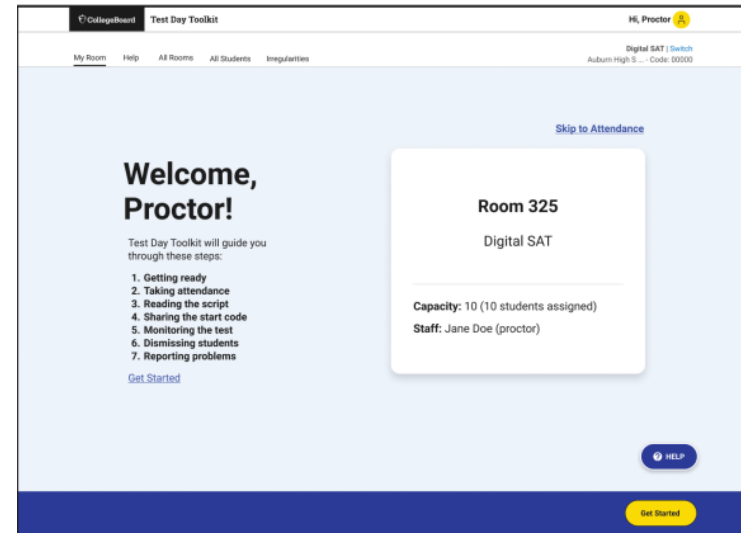 CollegeBoard Test Day Toolkit Hi, Proctor
My Room Help All Rooms All Students Irregularities
Digital SAT | Switch
Auburn High S ... - Code: 00000
Skip to Attendance
Welcome,
Proctor!
Test Day Toolkit will guide you
through these steps:
1. Getting ready
2. Taking attendance
3. Reading the script
4. Sharing the start code
5. Monitoring the test
6. Dismissing students
7. Reporting problems
Get Started
Room 325
Digital SAT
Capacity: 10 (10 students assigned)
Staff: Jane Doe (proctor)
HELP
Get Started